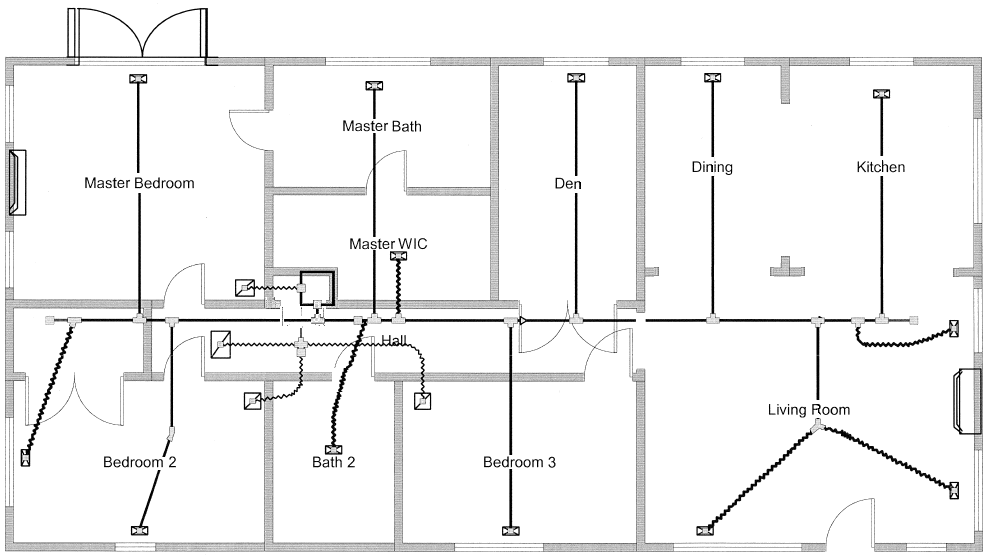 Master Bath
Master Bedroom
Den
Dining
Kitchen
Master WIC
Hall
Living Room
Bedroom 2
Bath 2
Bedroom 3